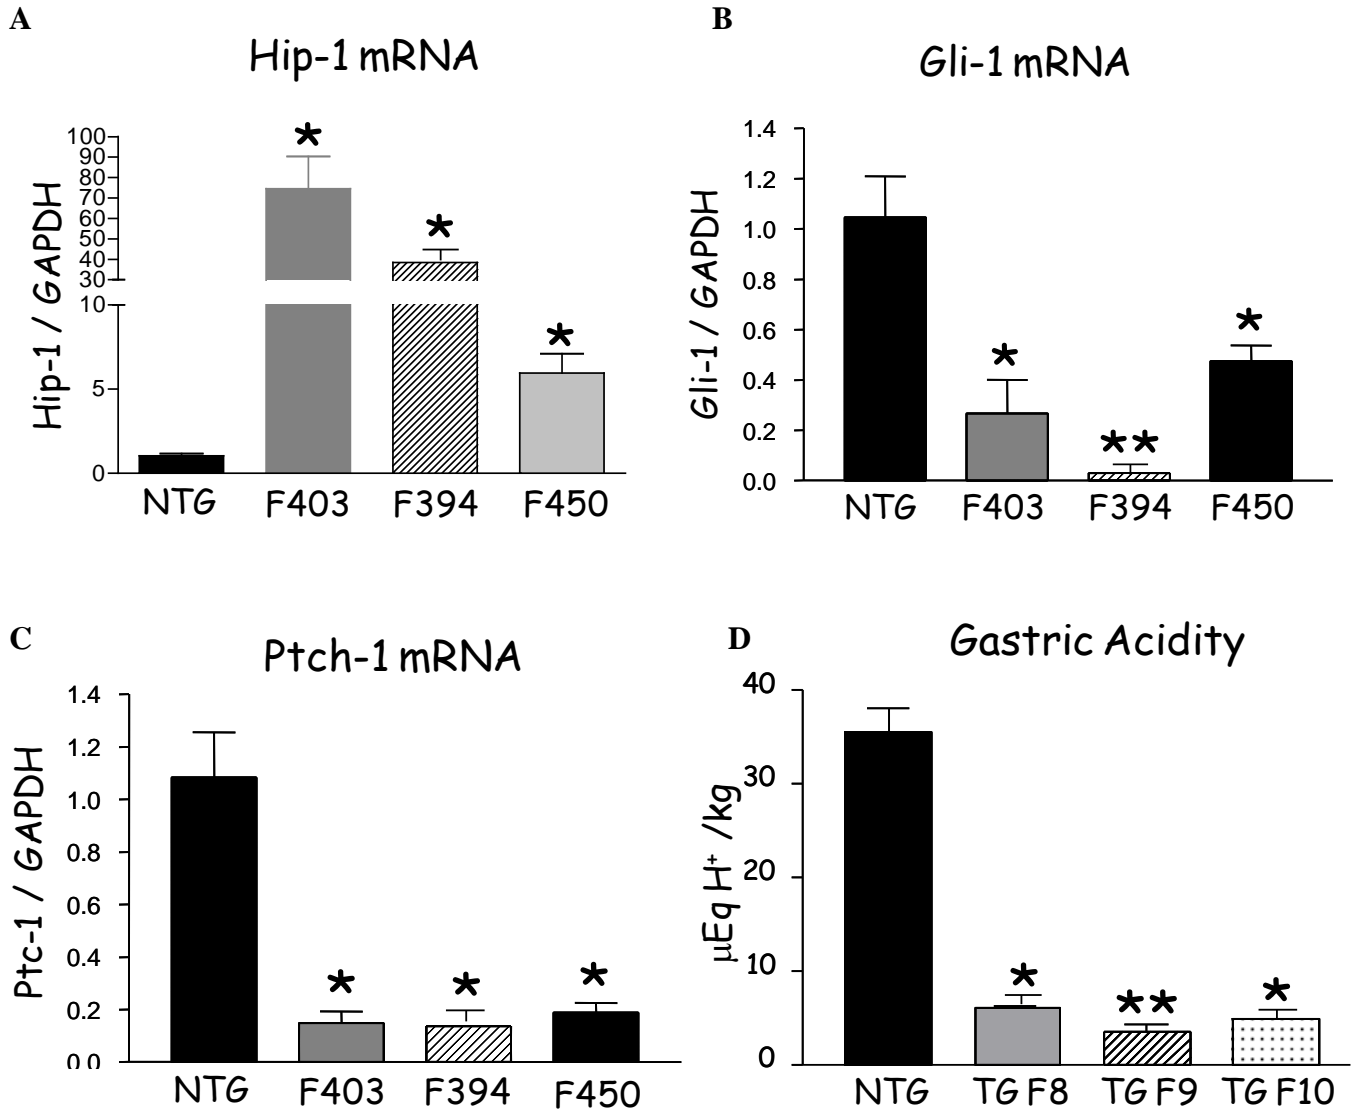 A
Hip-1 mRNA
Hip-1 / GAPDH
100
90
80
70
60
50
40
30
10
5
0
*
*
*
NTG F403 F394 F450
B
Gli-1 mRNA
Gli-1 / GAPDH
1.4
1.2
1.0
0.8
0.6
0.4
0.2
0.0
*
**
*
NTG F403 F394 F450
C
Ptch-1 mRNA
Ptc-1 / GAPDH
1.4
1.2
1.0
0.8
0.6
0.4
0.2
0.0
*
*
*
NTG F403 F394 F450
D
Gastric Acidity
µEq H⁺ /kg
40
30
20
10
0
*
**
*
NTG TG F8 TG F9 TG F10